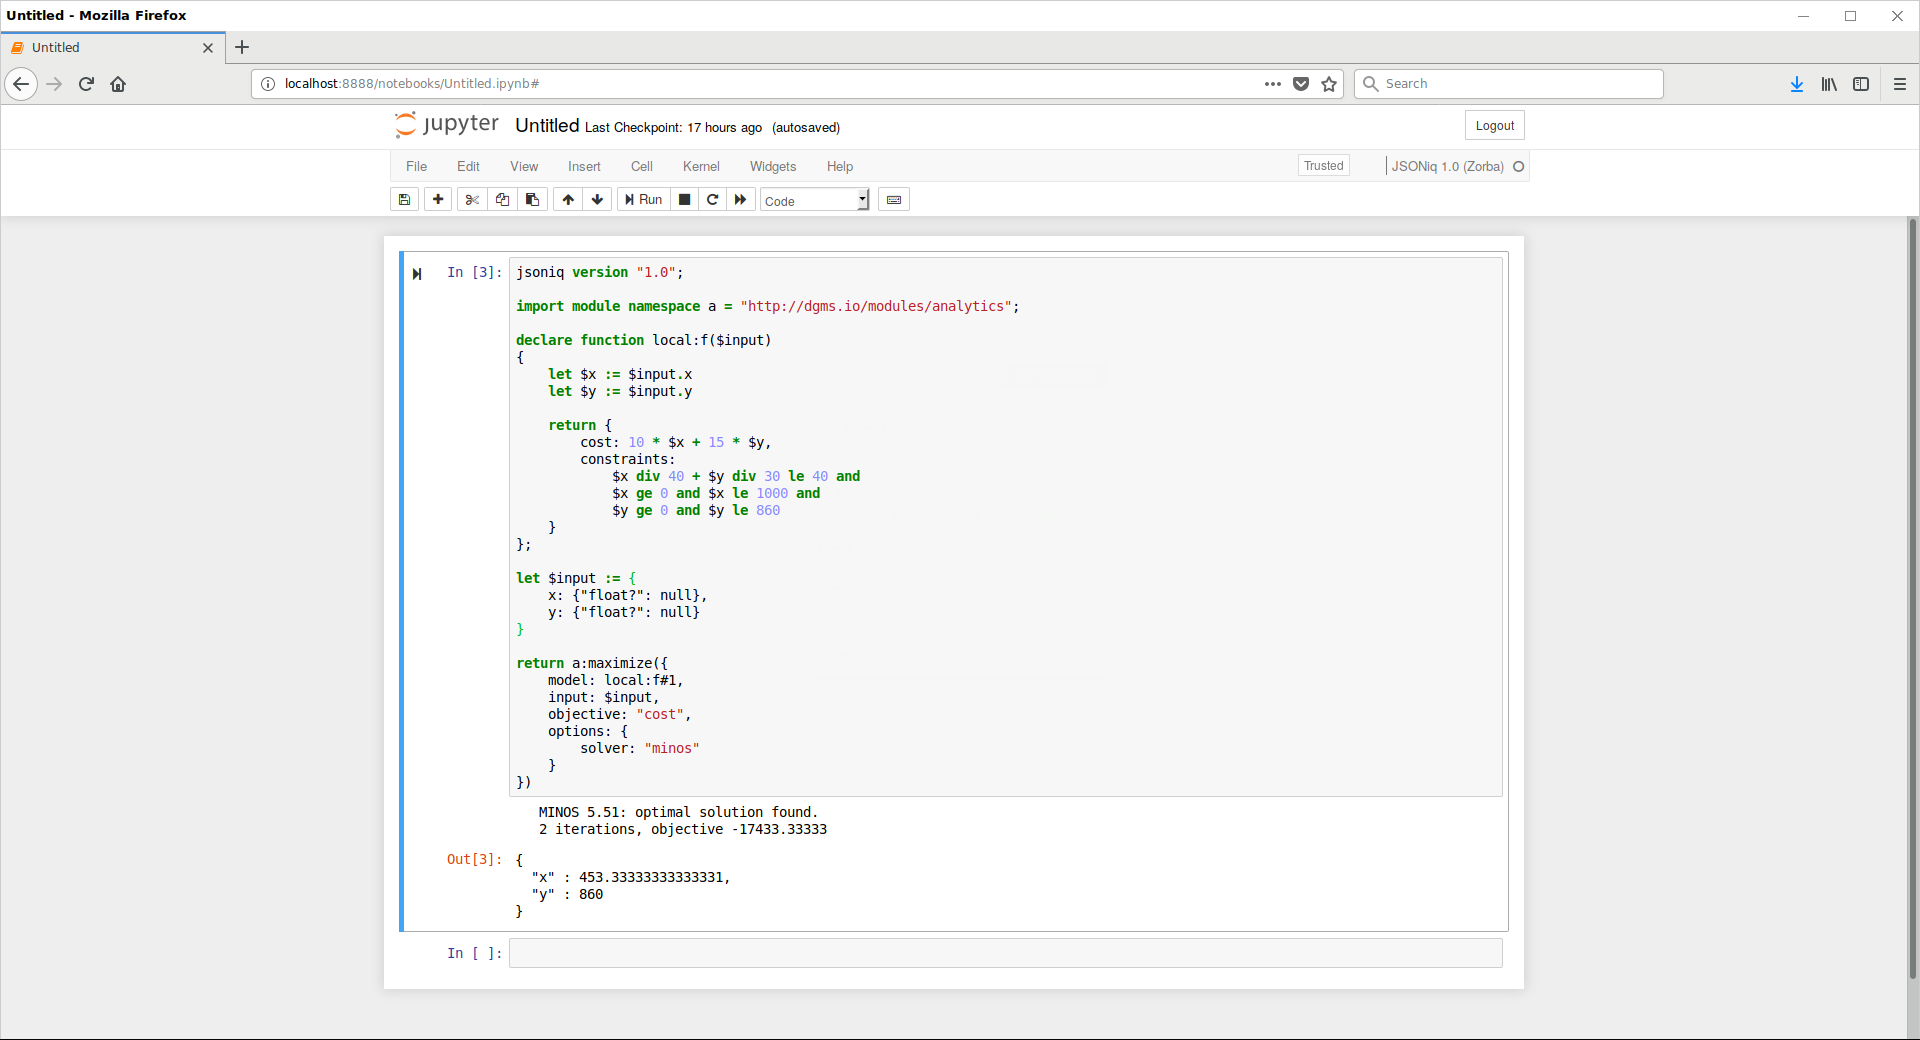 Untitled - Mozilla Firefox
Untitled
localhost:8888/notebooks/Untitled.ipynb#
Search
jupyter Untitled Last Checkpoint: 17 hours ago (autosaved)
Logout
File Edit View Insert Cell Kernel Widgets Help
Trusted
JSONiq 1.0 (Zorba)
Run
Code
In [3]:
jsoniq version "1.0";
import module namespace a = "http://dgms.io/modules/analytics";
declare function local:f($input)
{
    let $x := $input.x
    let $y := $input.y
    return {
        cost: 10 * $x + 15 * $y,
        constraints:
            $x div 40 + $y div 30 le 40 and
            $x ge 0 and $x le 1000 and
            $y ge 0 and $y le 860
    }
};
let $input := {
    x: {"float?": null},
    y: {"float?": null}
}
return a:maximize({
    model: local:f#1,
    input: $input,
    objective: "cost",
    options: {
        solver: "minos"
    }
})
MINOS 5.51: optimal solution found.
2 iterations, objective -17433.33333
Out[3]:
{
  "x" : 453.33333333333331,
  "y" : 860
}
In [ ]: